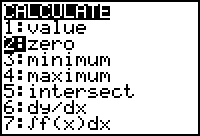 CALCULATE
1:value
2:zero
3:minimum
4:maximum
5:intersect
6:dy/dx
7:∫f(x)dx